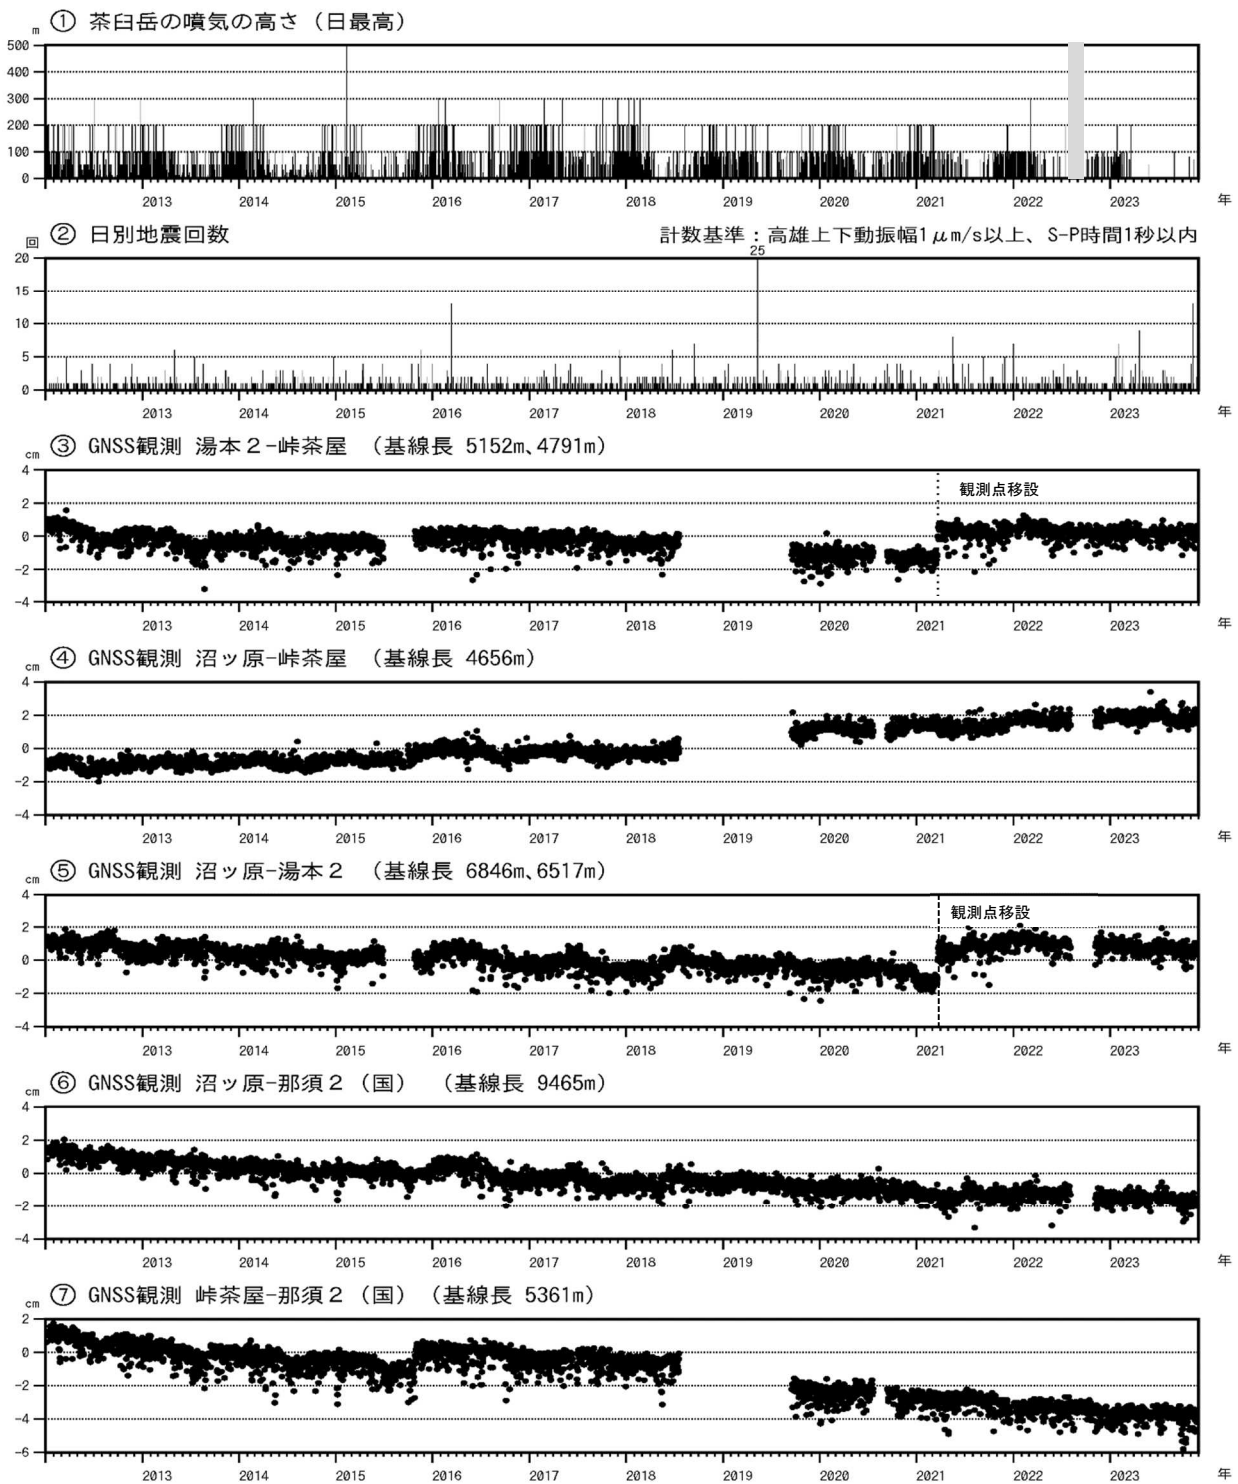 ① 茶臼岳の噴気の高さ（日最高）
m
500
400
300
200
100
0
2013 2014 2015 2016 2017 2018 2019 2020 2021 2022 2023 年
② 日別地震回数
計数基準：高雄上下動振幅1μm/s以上、S-P時間1秒以内
回
25
20
15
10
5
0
2013 2014 2015 2016 2017 2018 2019 2020 2021 2022 2023 年
③ GNSS観測 湯本２-峠茶屋 （基線長 5152m、4791m）
cm
4
2
0
-2
-4
観測点移設
2013 2014 2015 2016 2017 2018 2019 2020 2021 2022 2023 年
④ GNSS観測 沼ッ原-峠茶屋 （基線長 4656m）
cm
4
2
0
-2
-4
2013 2014 2015 2016 2017 2018 2019 2020 2021 2022 2023 年
⑤ GNSS観測 沼ッ原-湯本２ （基線長 6846m、6517m）
cm
4
2
0
-2
-4
観測点移設
2013 2014 2015 2016 2017 2018 2019 2020 2021 2022 2023 年
⑥ GNSS観測 沼ッ原-那須２（国） （基線長 9465m）
cm
4
2
0
-2
-4
2013 2014 2015 2016 2017 2018 2019 2020 2021 2022 2023 年
⑦ GNSS観測 峠茶屋-那須２（国）（基線長 5361m）
cm
2
0
-2
-4
-6
2013 2014 2015 2016 2017 2018 2019 2020 2021 2022 2023 年